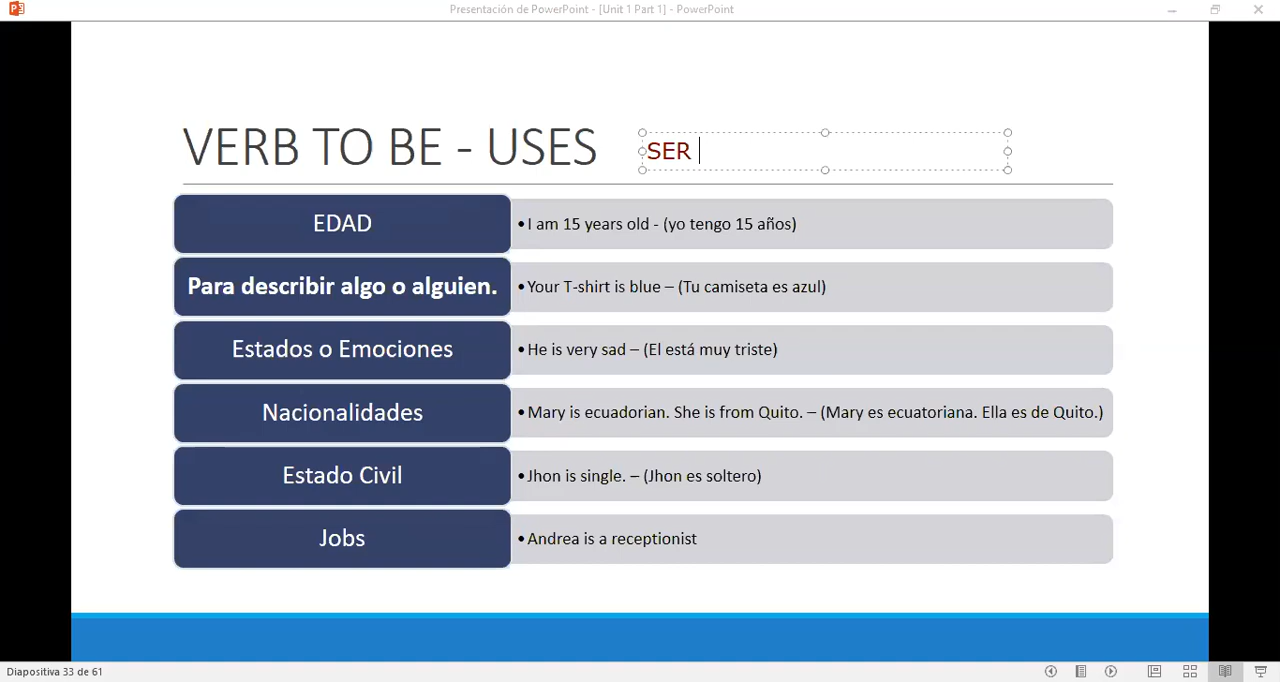 Presentación de PowerPoint - [Unit 1 Part 1] - PowerPoint
VERB TO BE - USES
SER
EDAD
•I am 15 years old - (yo tengo 15 años)
Para describir algo o alguien.
•Your T-shirt is blue – (Tu camiseta es azul)
Estados o Emociones
•He is very sad – (El está muy triste)
Nacionalidades
•Mary is ecuadorian. She is from Quito. – (Mary es ecuatoriana. Ella es de Quito.)
Estado Civil
•Jhon is single. – (Jhon es soltero)
Jobs
•Andrea is a receptionist
Diapositiva 33 de 61